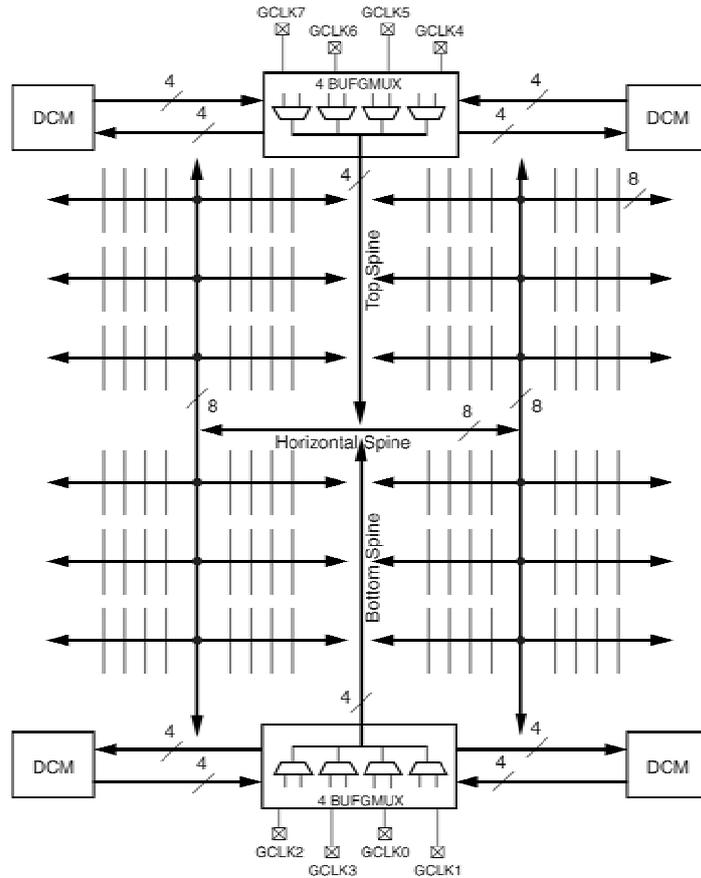 GCLK7
GCLK5
GCLK6
GCLK4
4 BUFGMUX
DCM
4
4
4
4
DCM
4
8
Top Spine
8
8
8
Horizontal Spine
Bottom Spine
4
DCM
4
4
4
4
DCM
4 BUFGMUX
GCLK2
GCLK0
GCLK3
GCLK1